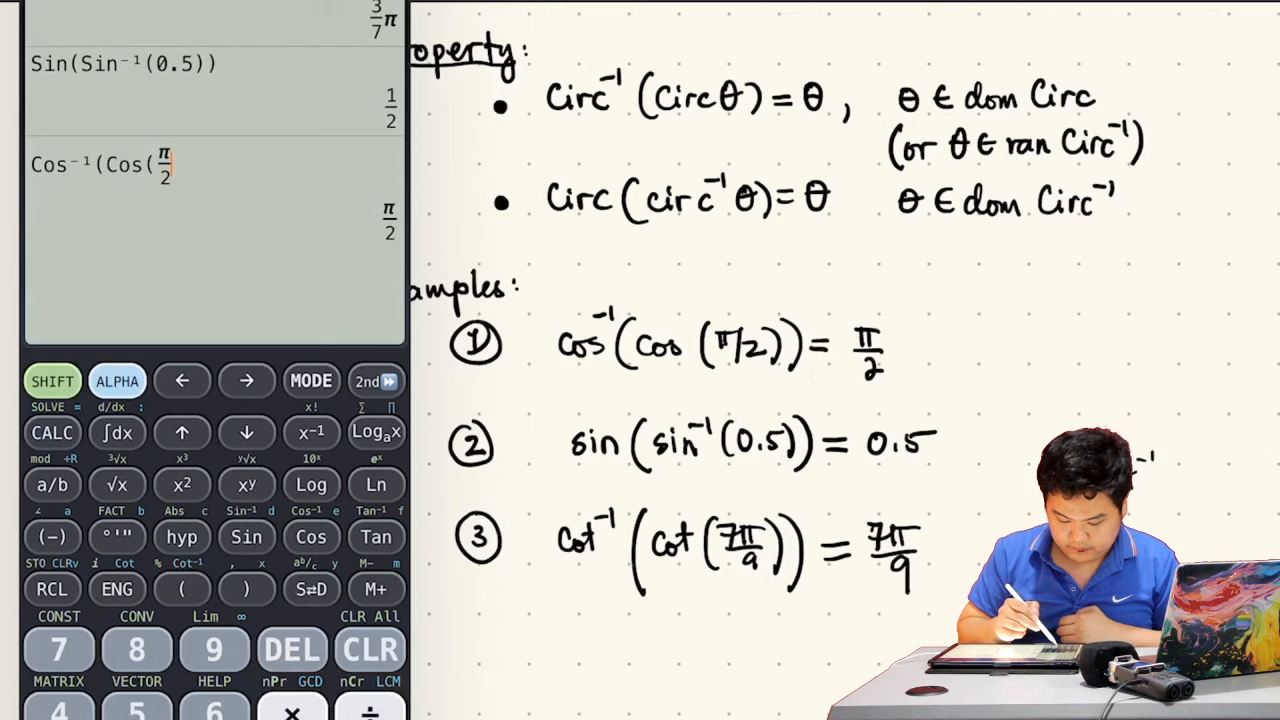 3/7 π
Sin(Sin⁻¹(0.5))
1/2
Cos⁻¹(Cos(π/2
π/2
SHIFT ALPHA ← → MODE 2nd
SOLVE = d/dx : x! ∑ ∏
CALC ∫dx ↑ ↓ x⁻¹ Logₐx
mod ÷R ³√x x³ ʸ√x 10ˣ eˣ
a/b √x x² xʸ Log Ln
∠ a FACT b Abs c Sin⁻¹ d Cos⁻¹ e Tan⁻¹ f
(−) °'" hyp Sin Cos Tan
STO CLRv i Cot % Cot⁻¹ , x aᵇ/c y M− m
RCL ENG ( ) S⇄D M+
CONST CONV Lim ∞ CLR All
7 8 9 DEL CLR
MATRIX VECTOR HELP nPr GCD nCr LCM
4 5 6 × ÷
operty:
• Circ⁻¹(Circθ) = θ, θ ∈ dom Circ
(or θ ∈ ran Circ⁻¹)
• Circ(circ⁻¹θ) = θ θ ∈ dom Circ⁻¹
amples:
① cos⁻¹(cos(π/2)) = π/2
② sin(sin⁻¹(0.5)) = 0.5
③ cot⁻¹(cot(7π/9)) = 7π/9